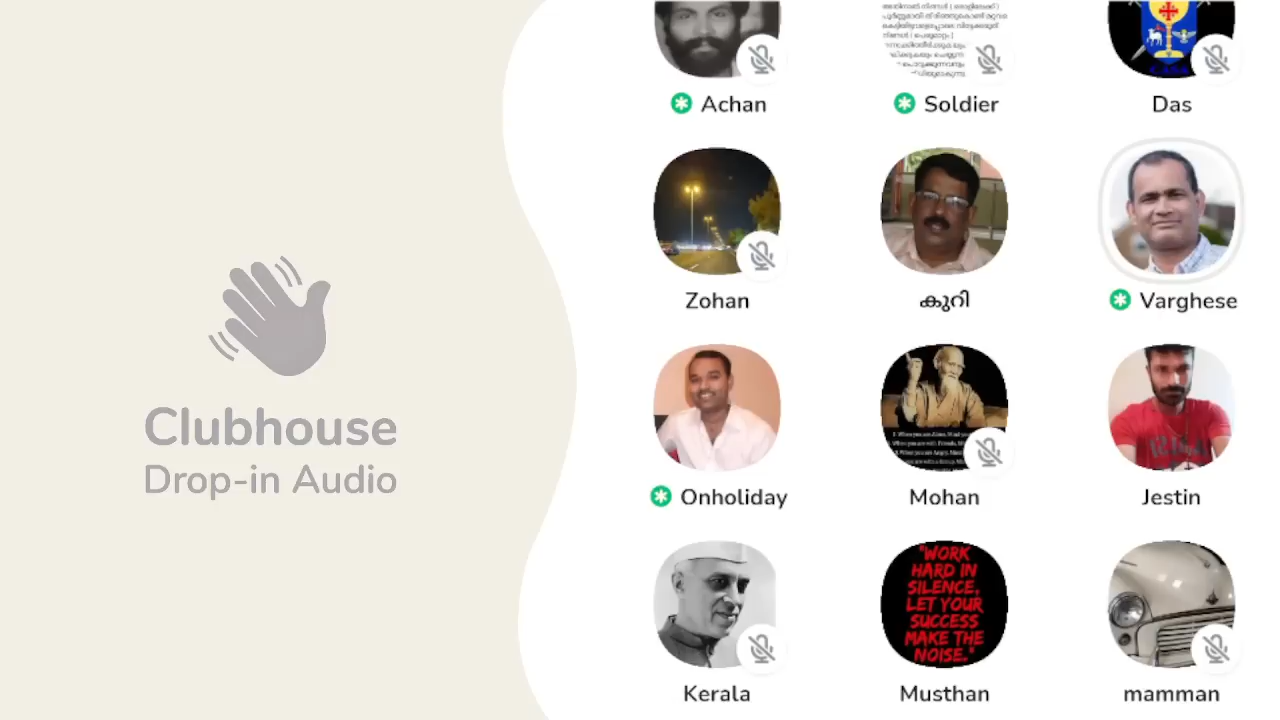 Clubhouse
Drop-in Audio
നിങ്ങൾ ( പെരുമാറ്റം )
Achan
Soldier
Das
Zohan
കുറി
Varghese
Onholiday
Mohan
Jestin
"WORK
HARD IN
SILENCE,
LET YOUR
SUCCESS
MAKE THE
NOISE."
Kerala
Musthan
mamman